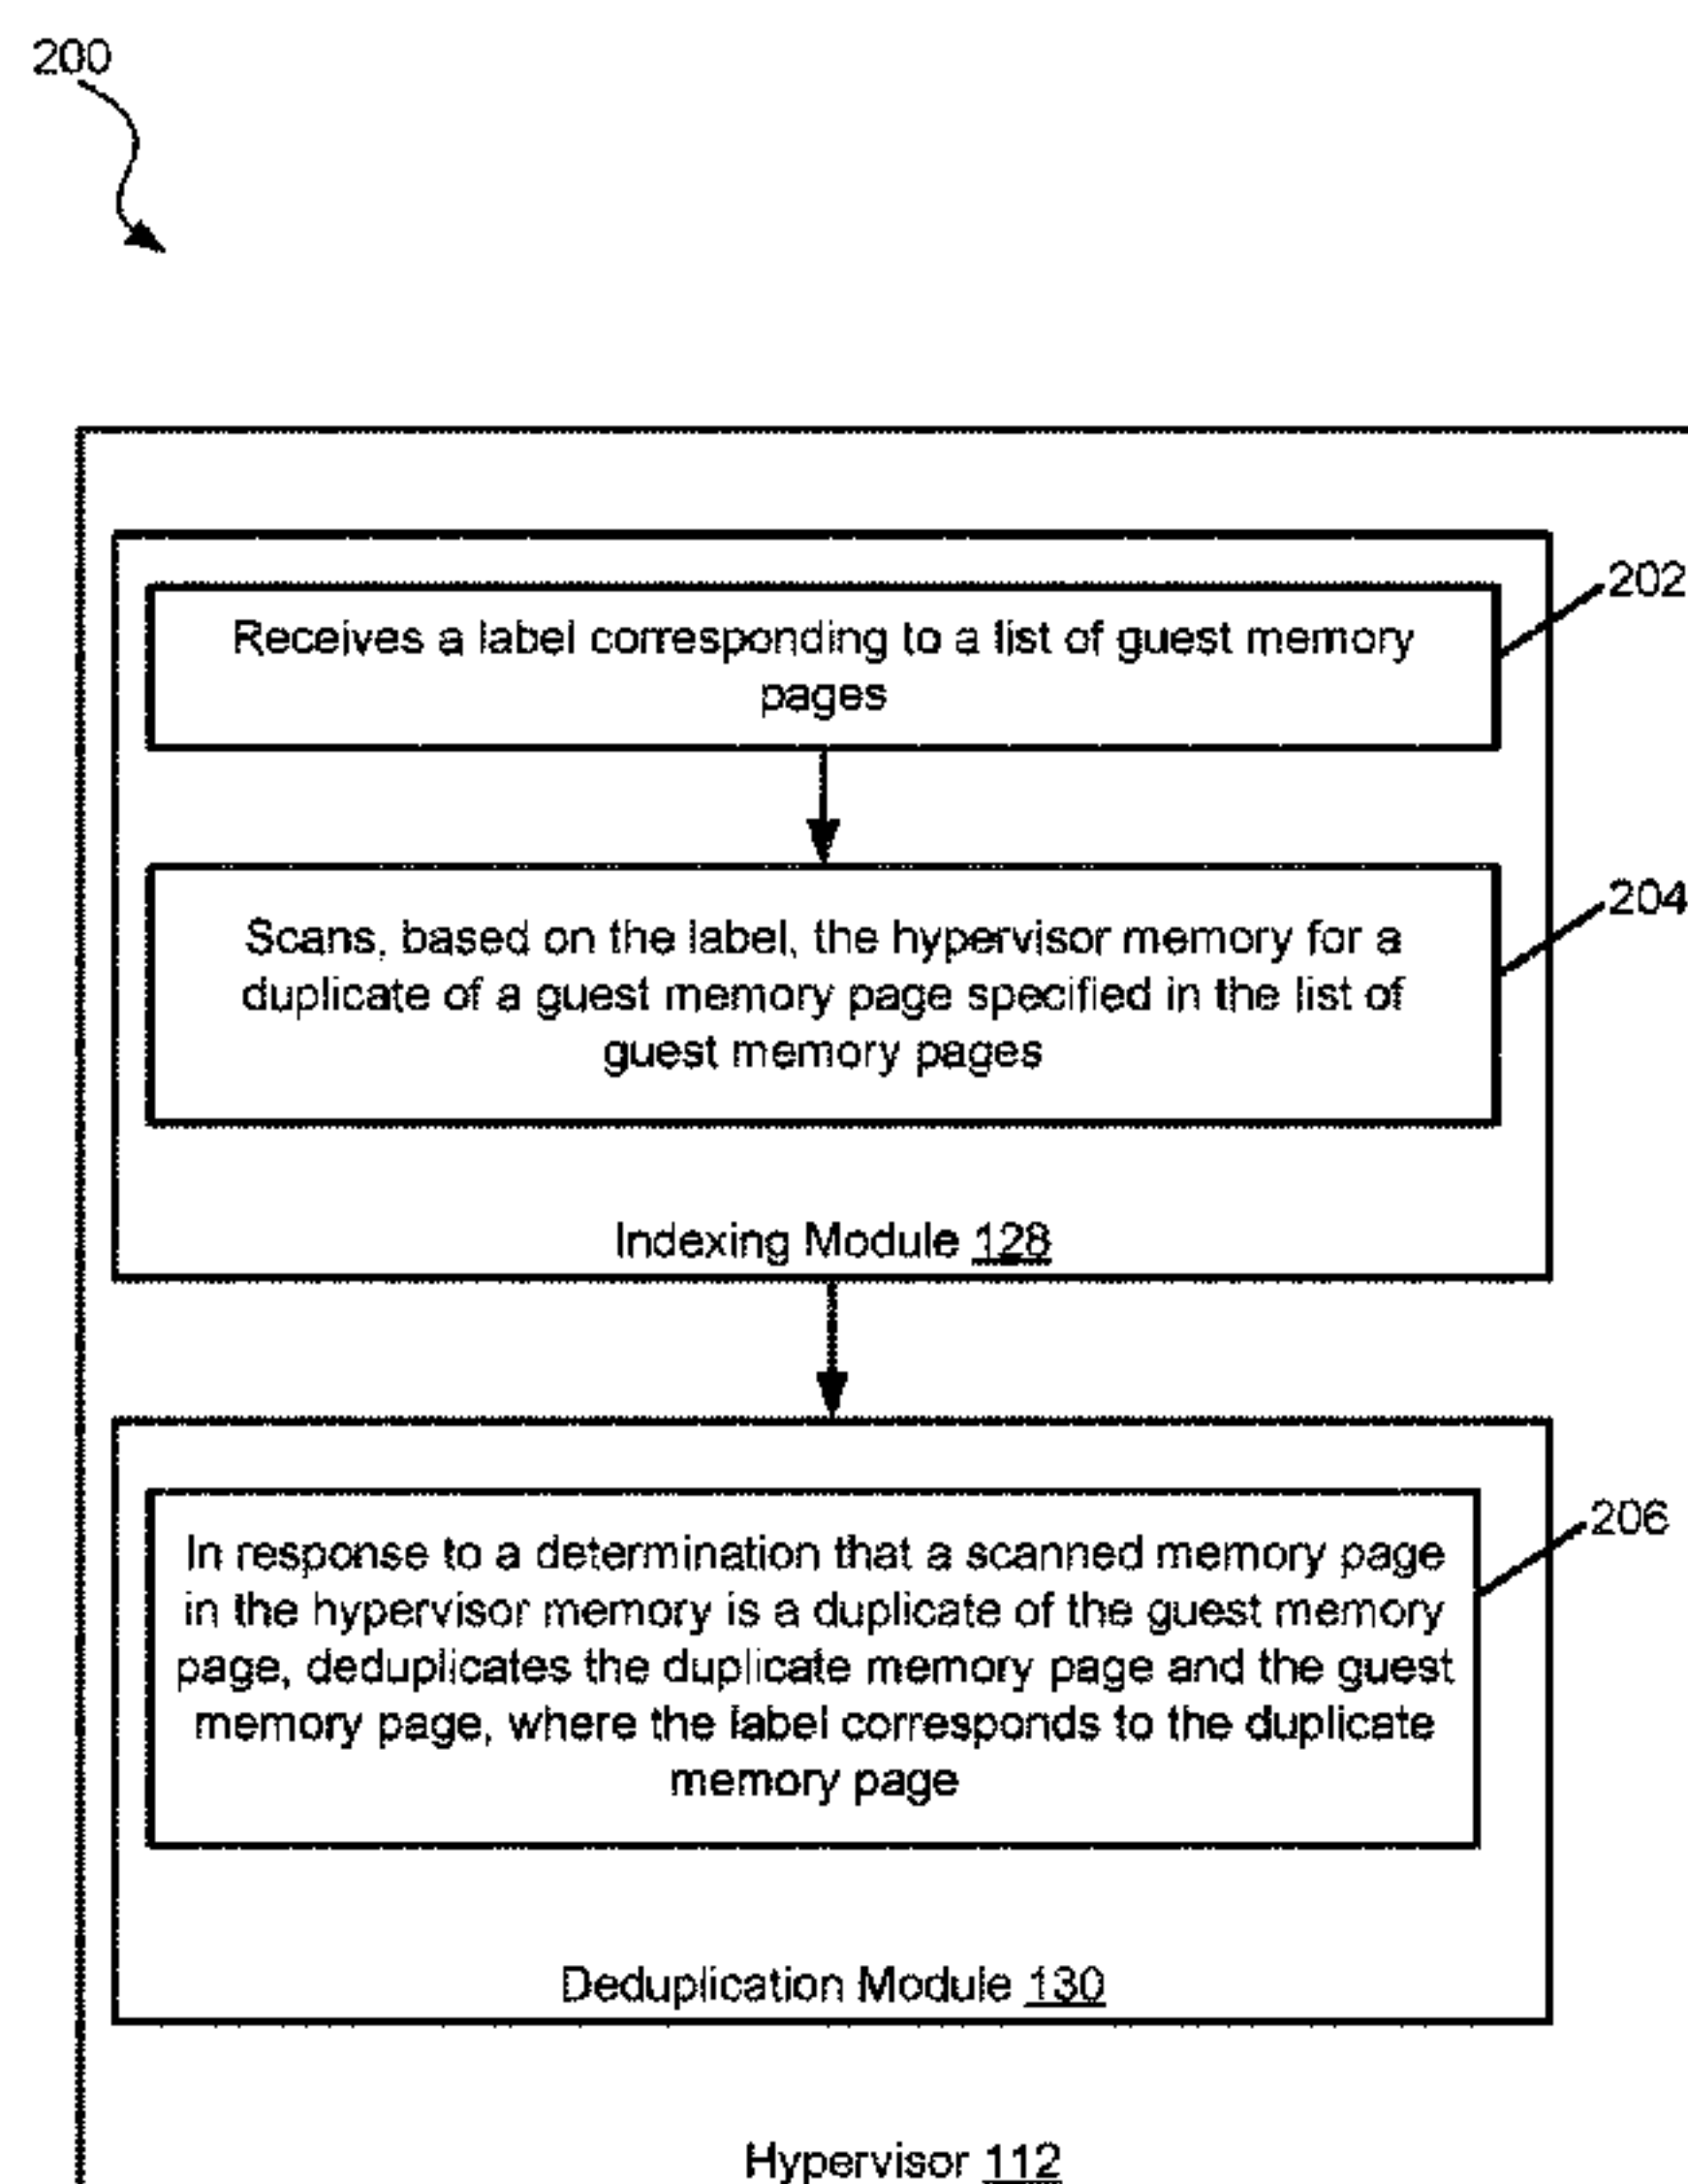 200
202
Receives a label corresponding to a list of guest memory
pages
204
Scans, based on the label, the hypervisor memory for a
duplicate of a guest memory page specified in the list of
guest memory pages
Indexing Module 128
206
In response to a determination that a scanned memory page
in the hypervisor memory is a duplicate of the guest memory
page, deduplicates the duplicate memory page and the guest
memory page, where the label corresponds to the duplicate
memory page
Deduplication Module 130
Hypervisor 112